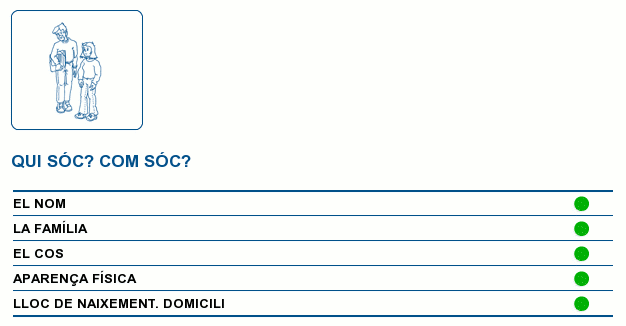 QUI SÓC? COM SÓC?
EL NOM
LA FAMÍLIA
EL COS
APARENÇA FÍSICA
LLOC DE NAIXEMENT. DOMICILI